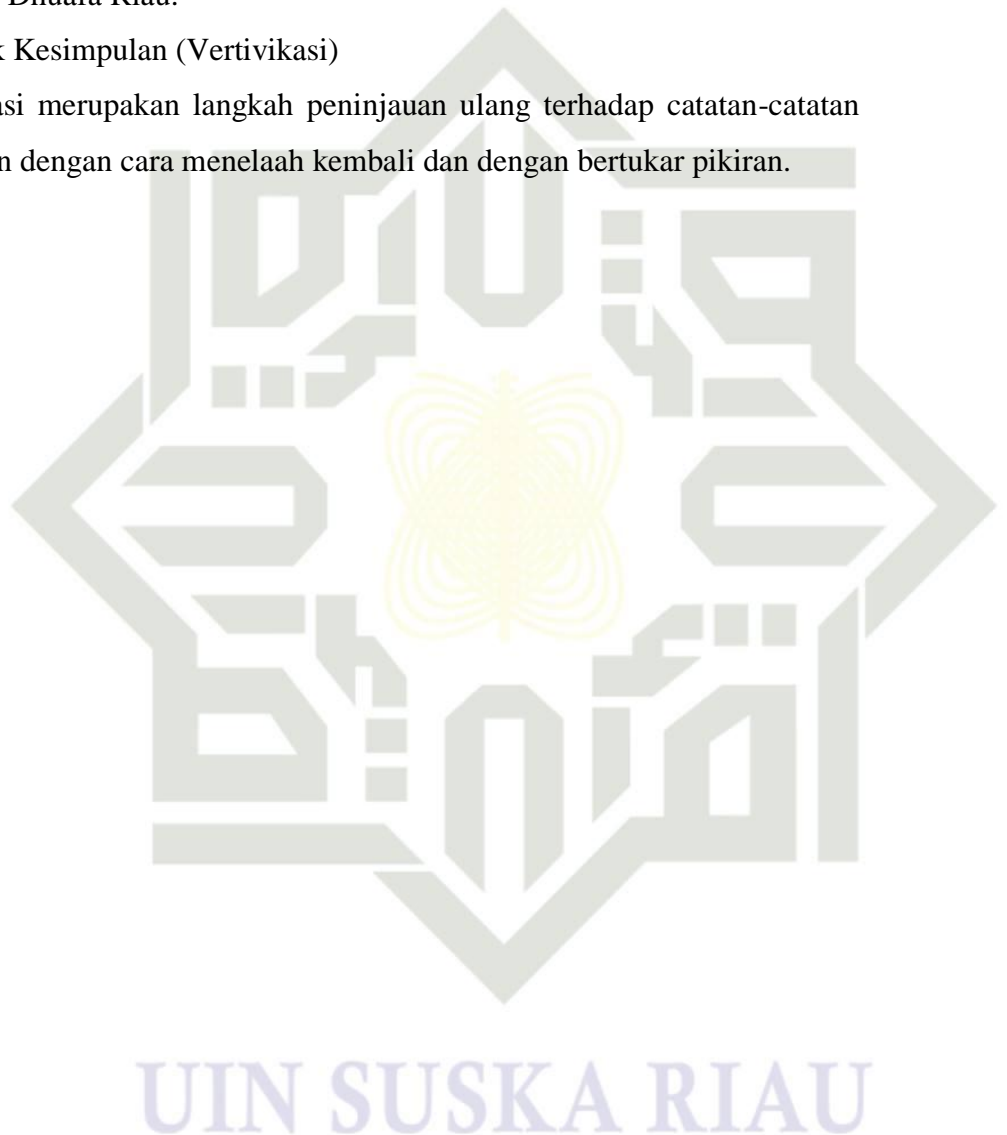 Dhuafa Riau.
k Kesimpulan (Vertivikasi)
asi merupakan langkah peninjauan ulang terhadap catatan-catatan
n dengan cara menelaah kembali dan dengan bertukar pikiran.
UIN SUSKA RIAU